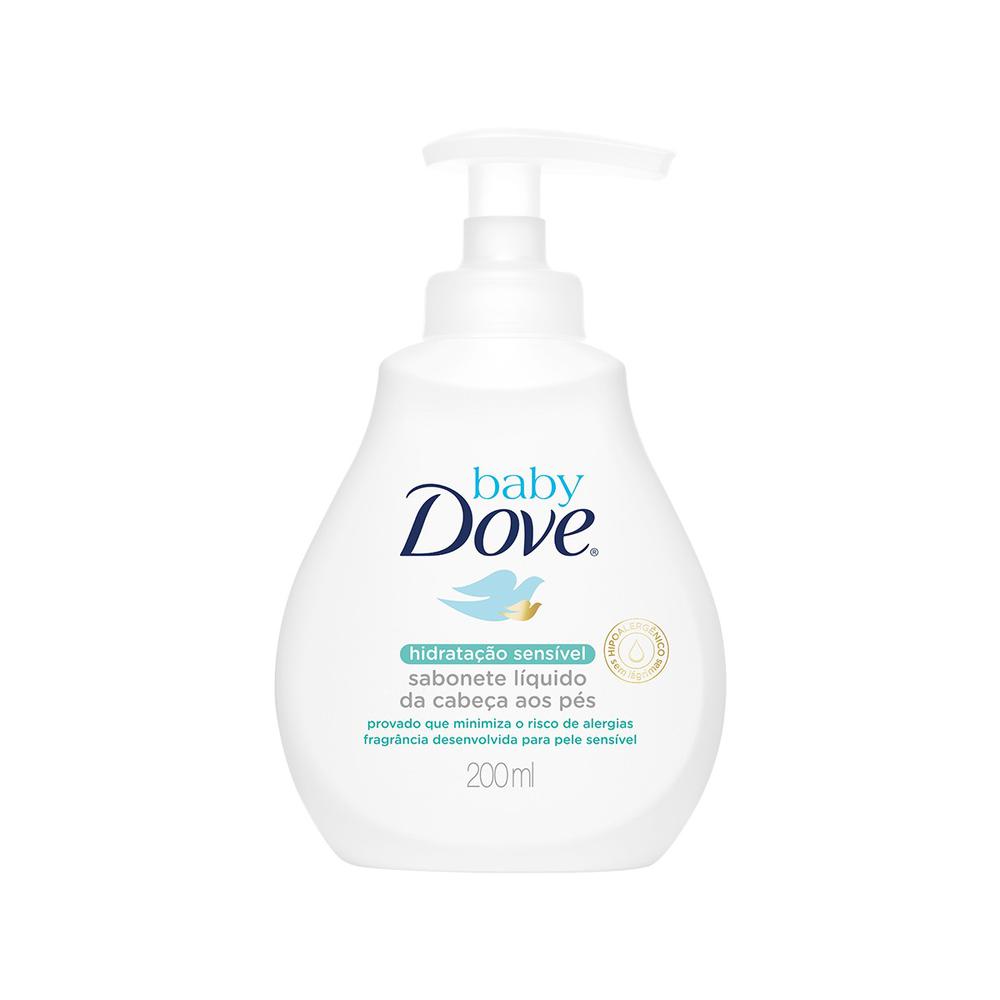 baby
Dove®
hidratação sensível
HIPOALERGÊNICO
sem lágrimas
sabonete líquido
da cabeça aos pés
provado que minimiza o risco de alergias
fragrância desenvolvida para pele sensível
200ml